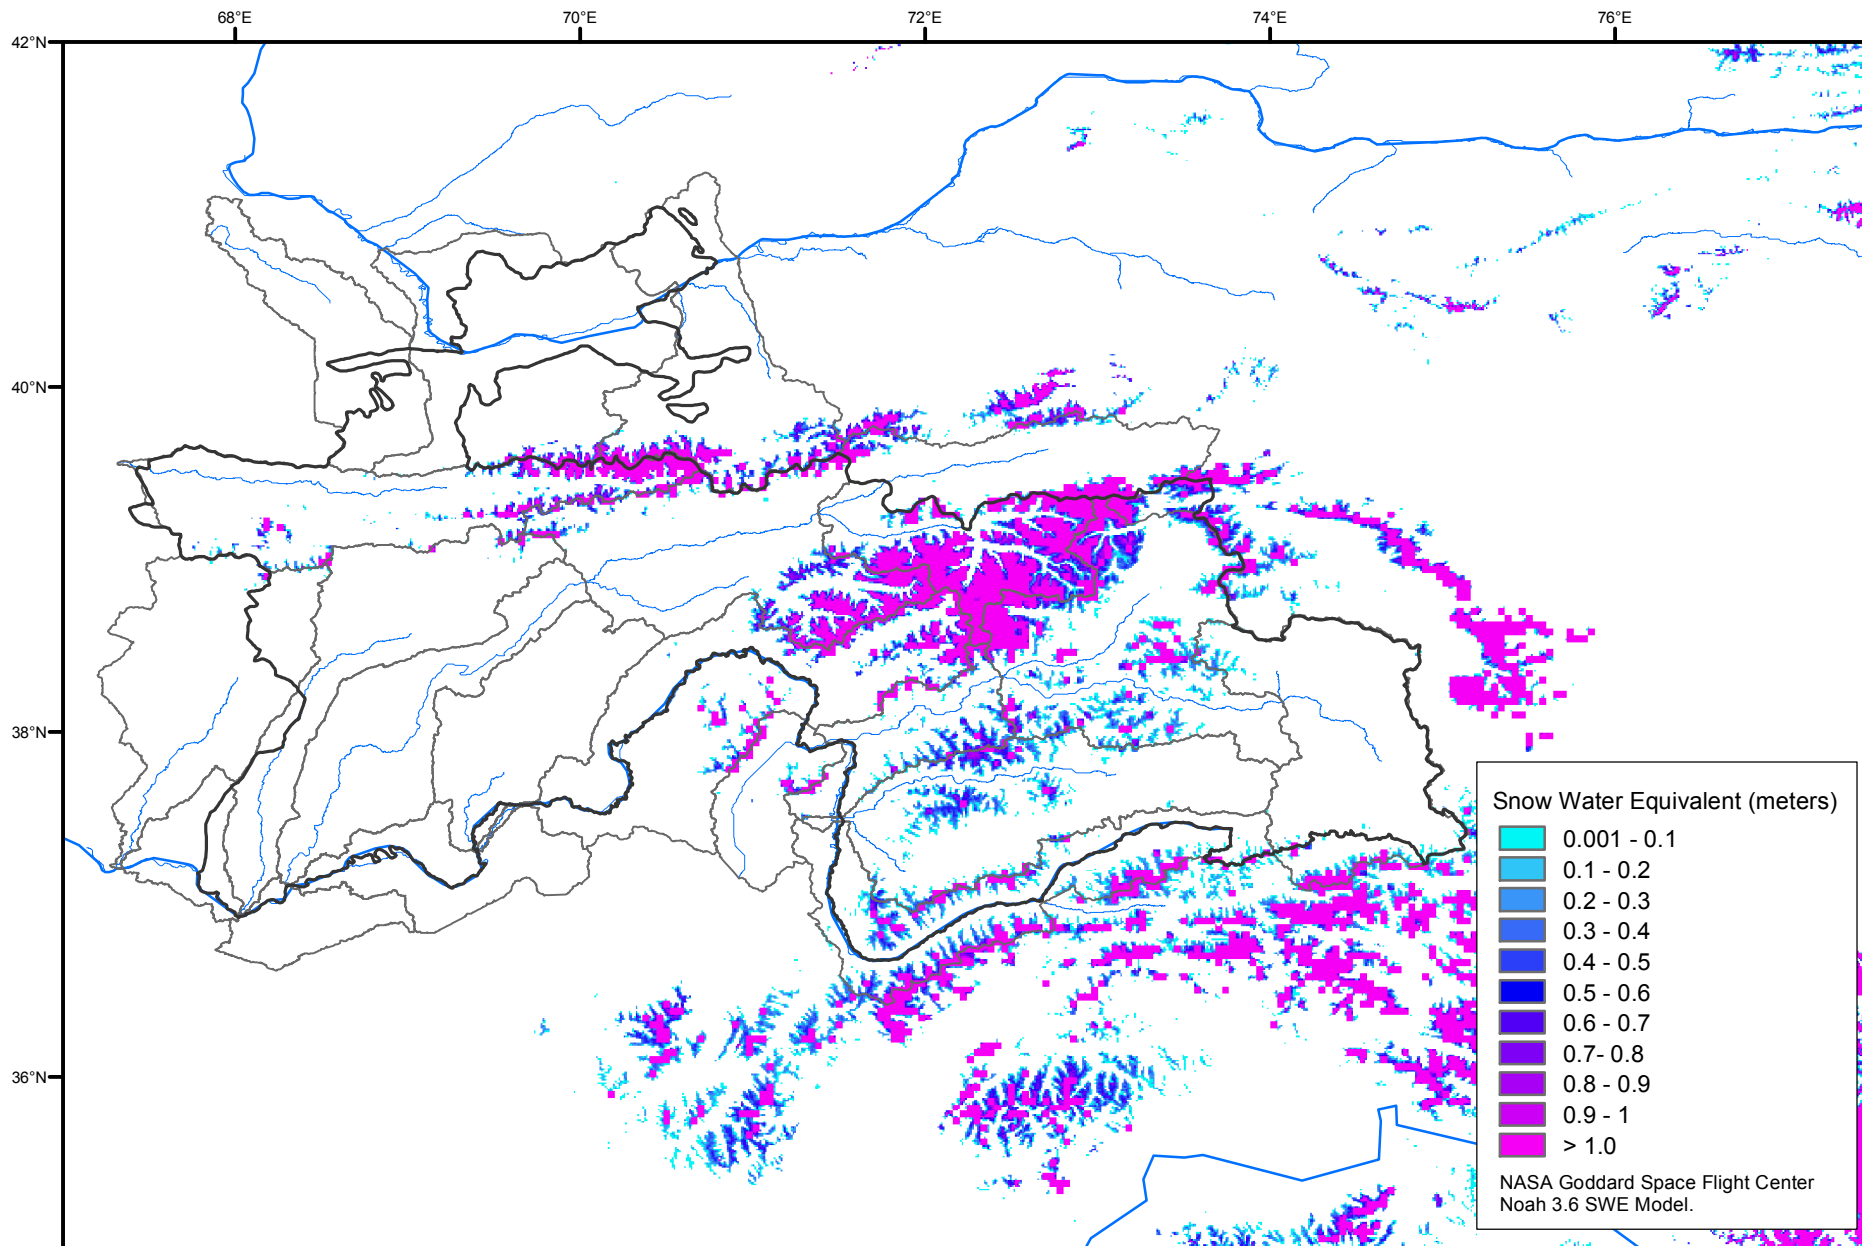 68°E 70°E 72°E 74°E 76°E
42°N
40°N
38°N
36°N
Snow Water Equivalent (meters)
0.001 - 0.1
0.1 - 0.2
0.2 - 0.3
0.3 - 0.4
0.4 - 0.5
0.5 - 0.6
0.6 - 0.7
0.7- 0.8
0.8 - 0.9
0.9 - 1
> 1.0
NASA Goddard Space Flight Center
Noah 3.6 SWE Model.